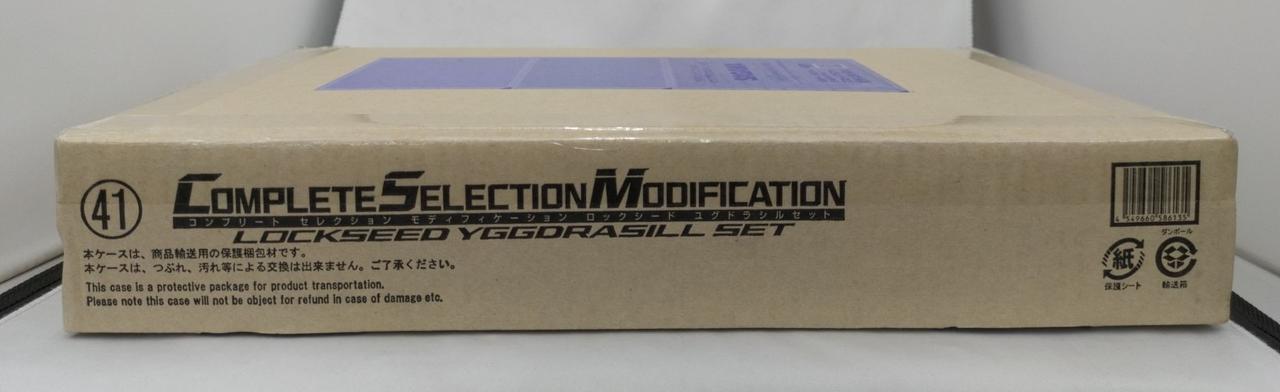 41
COMPLETE SELECTION MODIFICATION
コンプリート セレクション モディフィケーション ロックシード ユグドラシルセット
LOCKSEED YGGDRASILL SET
本ケースは、商品輸送用の保護梱包材です。
本ケースは、つぶれ、汚れ等による交換は出来ません。ご了承ください。
This case is a protective package for product transportation.
Please note this case will not be object for refund in case of damage etc.
4 549660 586135
紙
保護シート
ダンボール
輸送箱